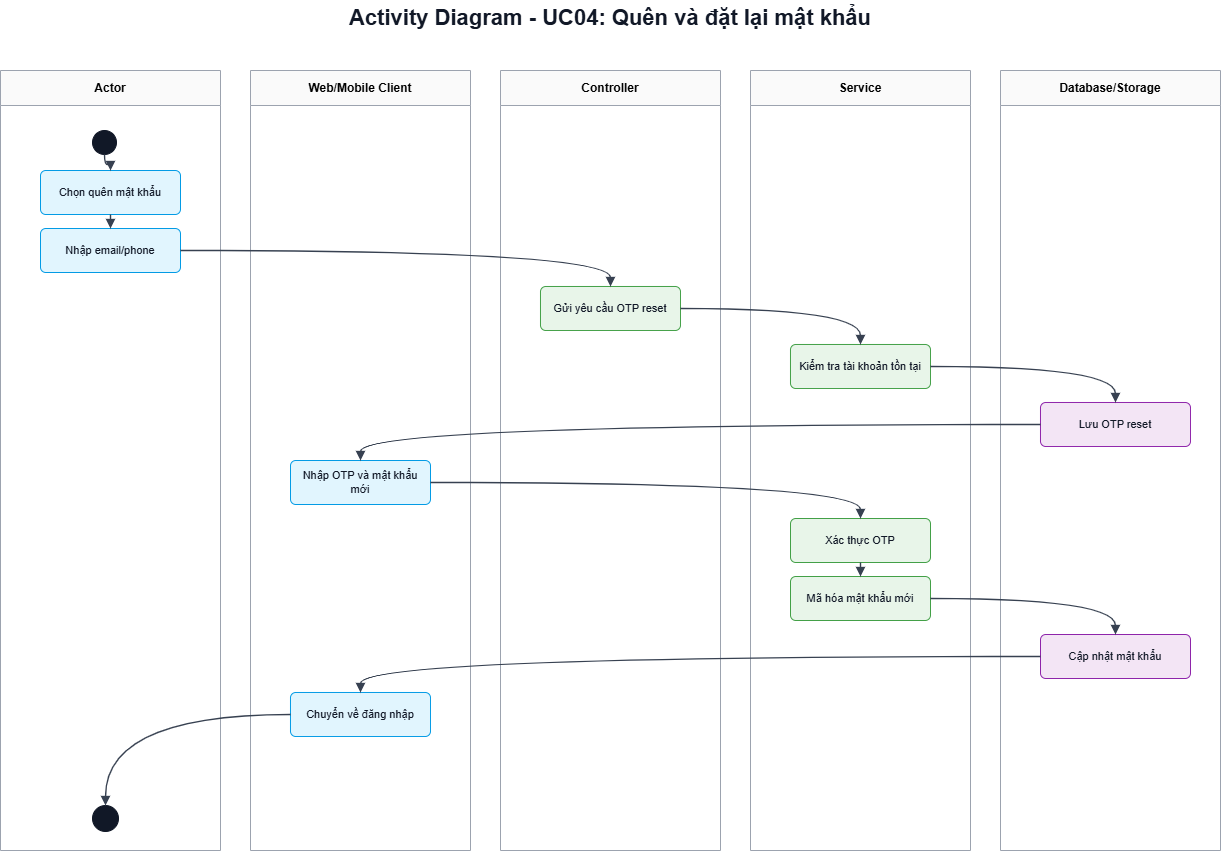 Activity Diagram - UC04: Quên và đặt lại mật khẩu
Actor
Web/Mobile Client
Controller
Service
Database/Storage
Chọn quên mật khẩu
Nhập email/phone
Gửi yêu cầu OTP reset
Kiểm tra tài khoản tồn tại
Lưu OTP reset
Nhập OTP và mật khẩu
mới
Xác thực OTP
Mã hóa mật khẩu mới
Cập nhật mật khẩu
Chuyển về đăng nhập